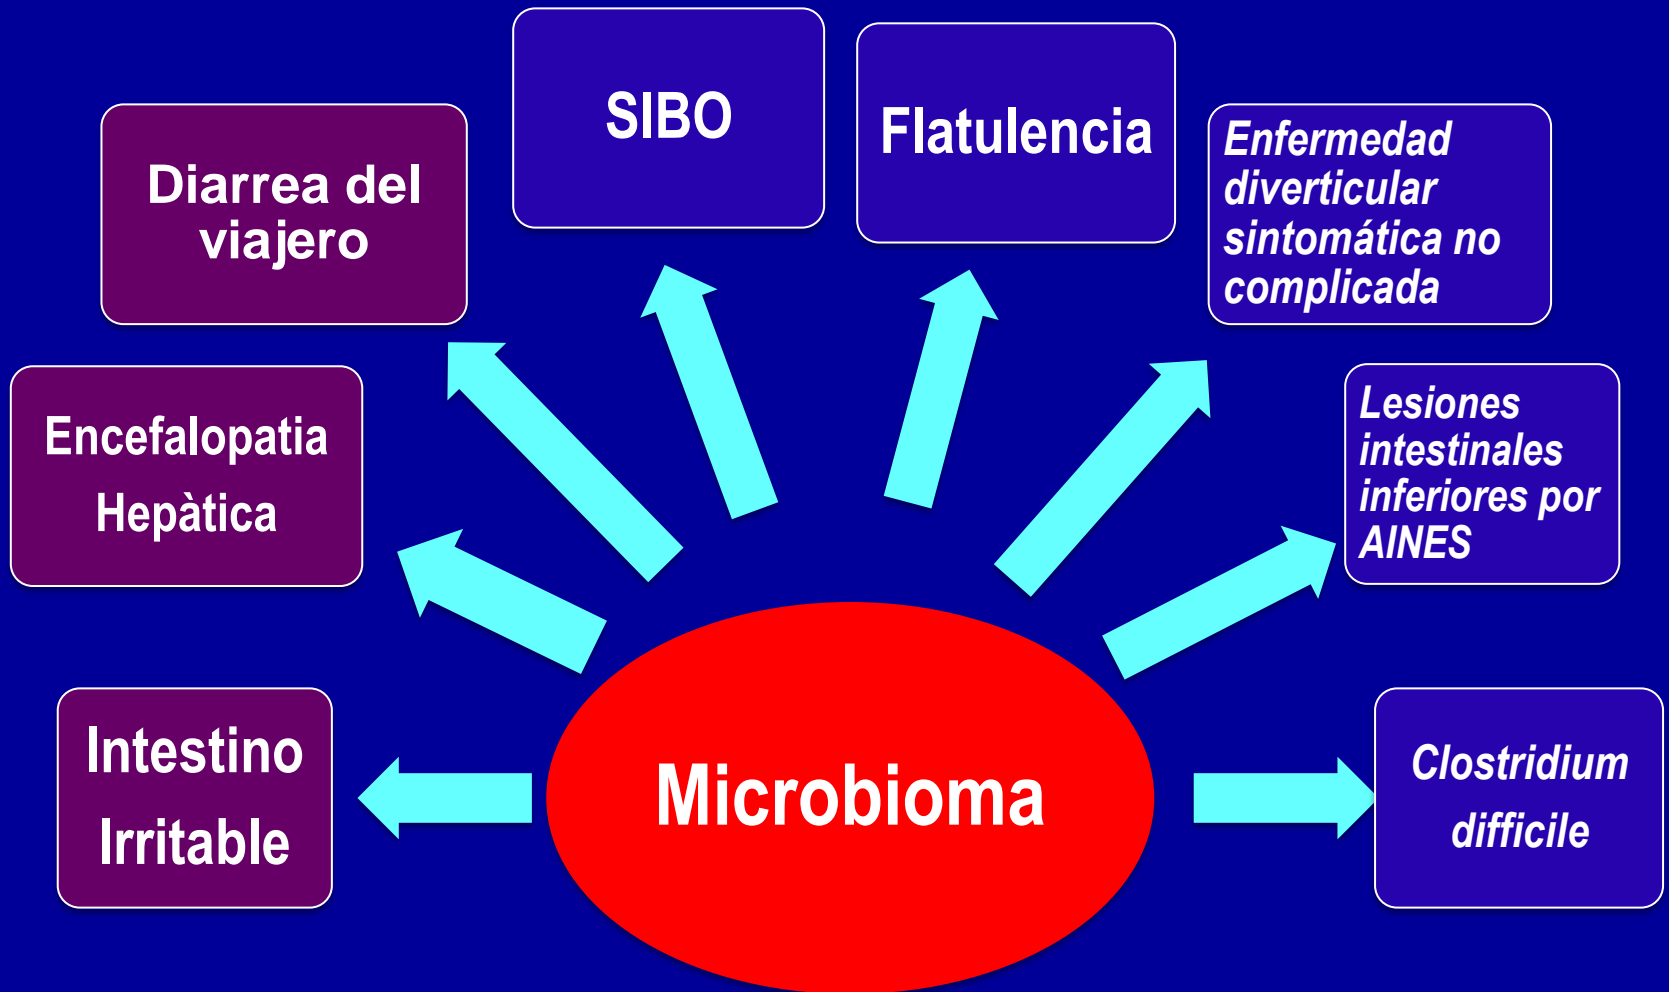 SIBO
Flatulencia
Diarrea del
viajero
Enfermedad
diverticular
sintomática no
complicada
Encefalopatia
Hepàtica
Lesiones
intestinales
inferiores por
AINES
Intestino
Irritable
Microbioma
Clostridium
difficile